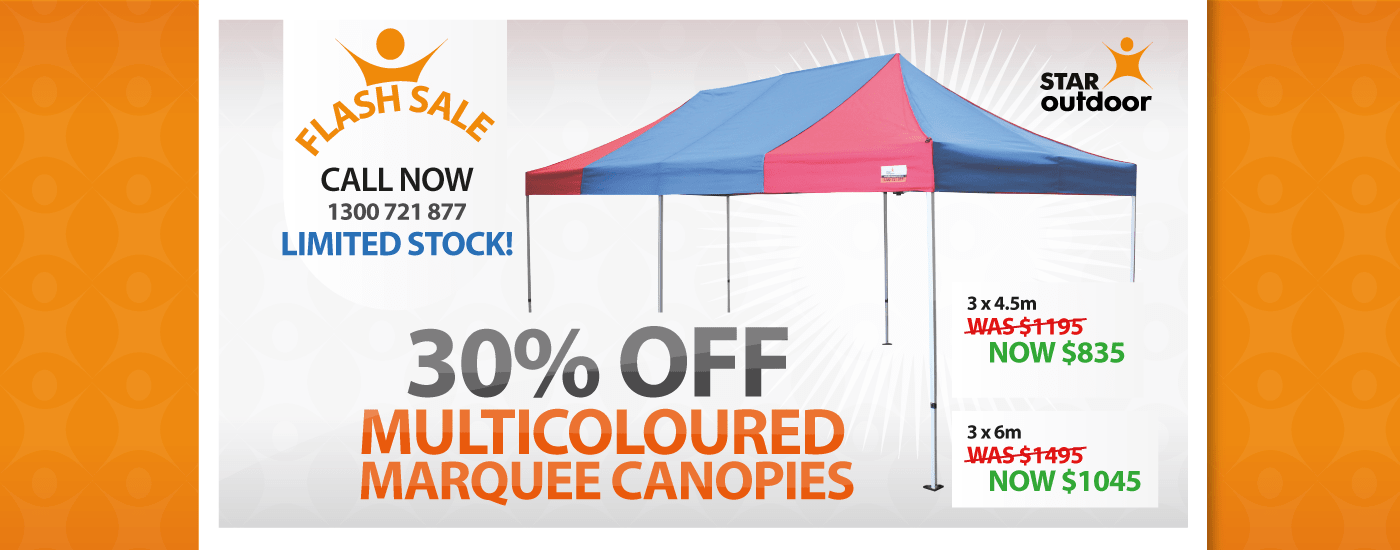 FLASH SALE
CALL NOW
1300 721 877
LIMITED STOCK!
STAR
outdoor
30% OFF
MULTICOLOURED
MARQUEE CANOPIES
3 x 4.5m
WAS $1195
NOW $835
3 x 6m
WAS $1495
NOW $1045